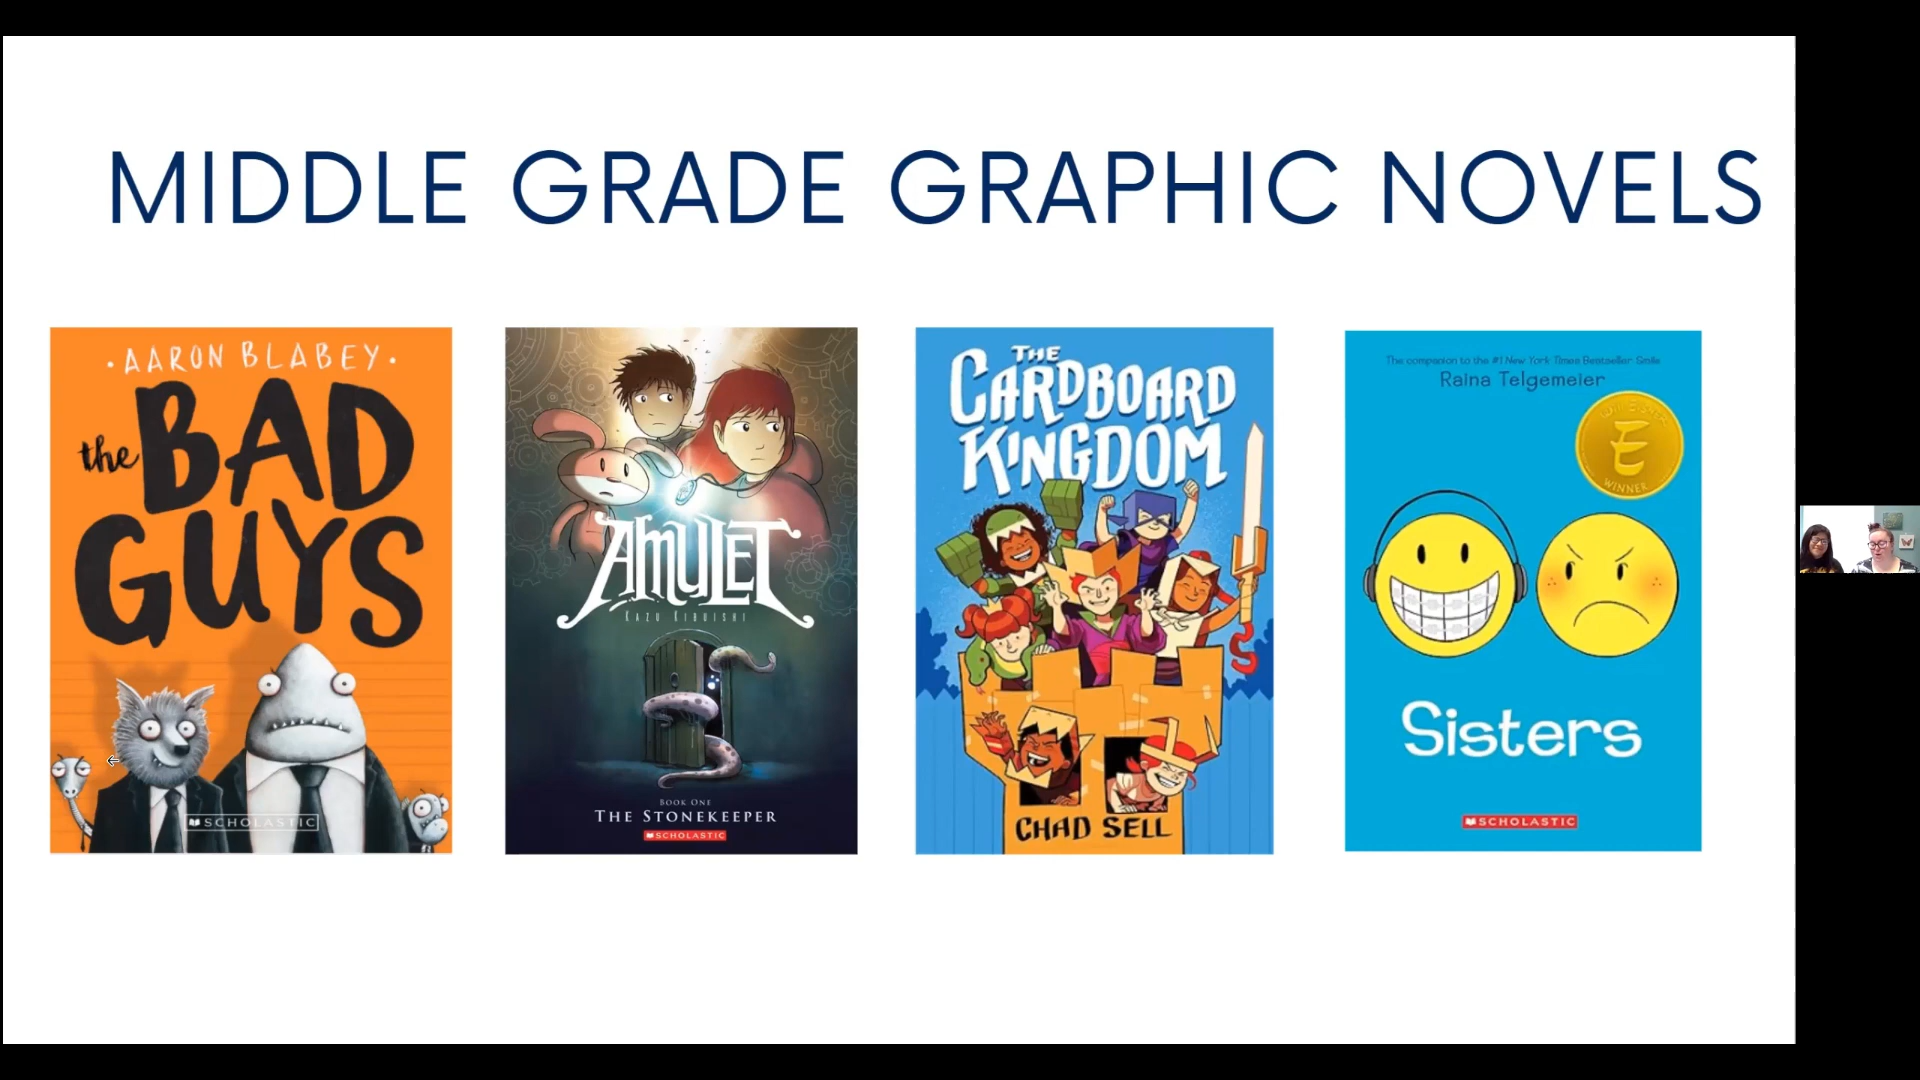 MIDDLE GRADE GRAPHIC NOVELS
·AARON BLABEY·
the BAD
GUYS
SCHOLASTIC
AMULET
KAZU KIBUISHI
BOOK ONE
THE STONEKEEPER
SCHOLASTIC
THE
CARDBOARD
KINGDOM
CHAD SELL
The companion to the #1 New York Times Bestseller Smile
Raina Telgemeier
WILL EISNER
E
WINNER
Sisters
SCHOLASTIC